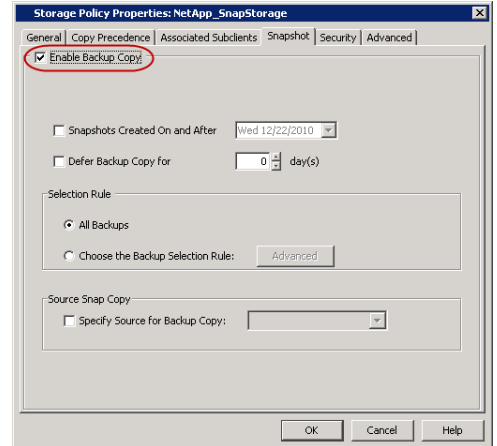 Storage Policy Properties: NetApp_SnapStorage
General Copy Precedence Associated Subclients Snapshot Security Advanced
Enable Backup Copy
Snapshots Created On and After Wed 12/22/2010
Defer Backup Copy for 0 day(s)
Selection Rule
All Backups
Choose the Backup Selection Rule: Advanced
Source Snap Copy
Specify Source for Backup Copy:
OK Cancel Help